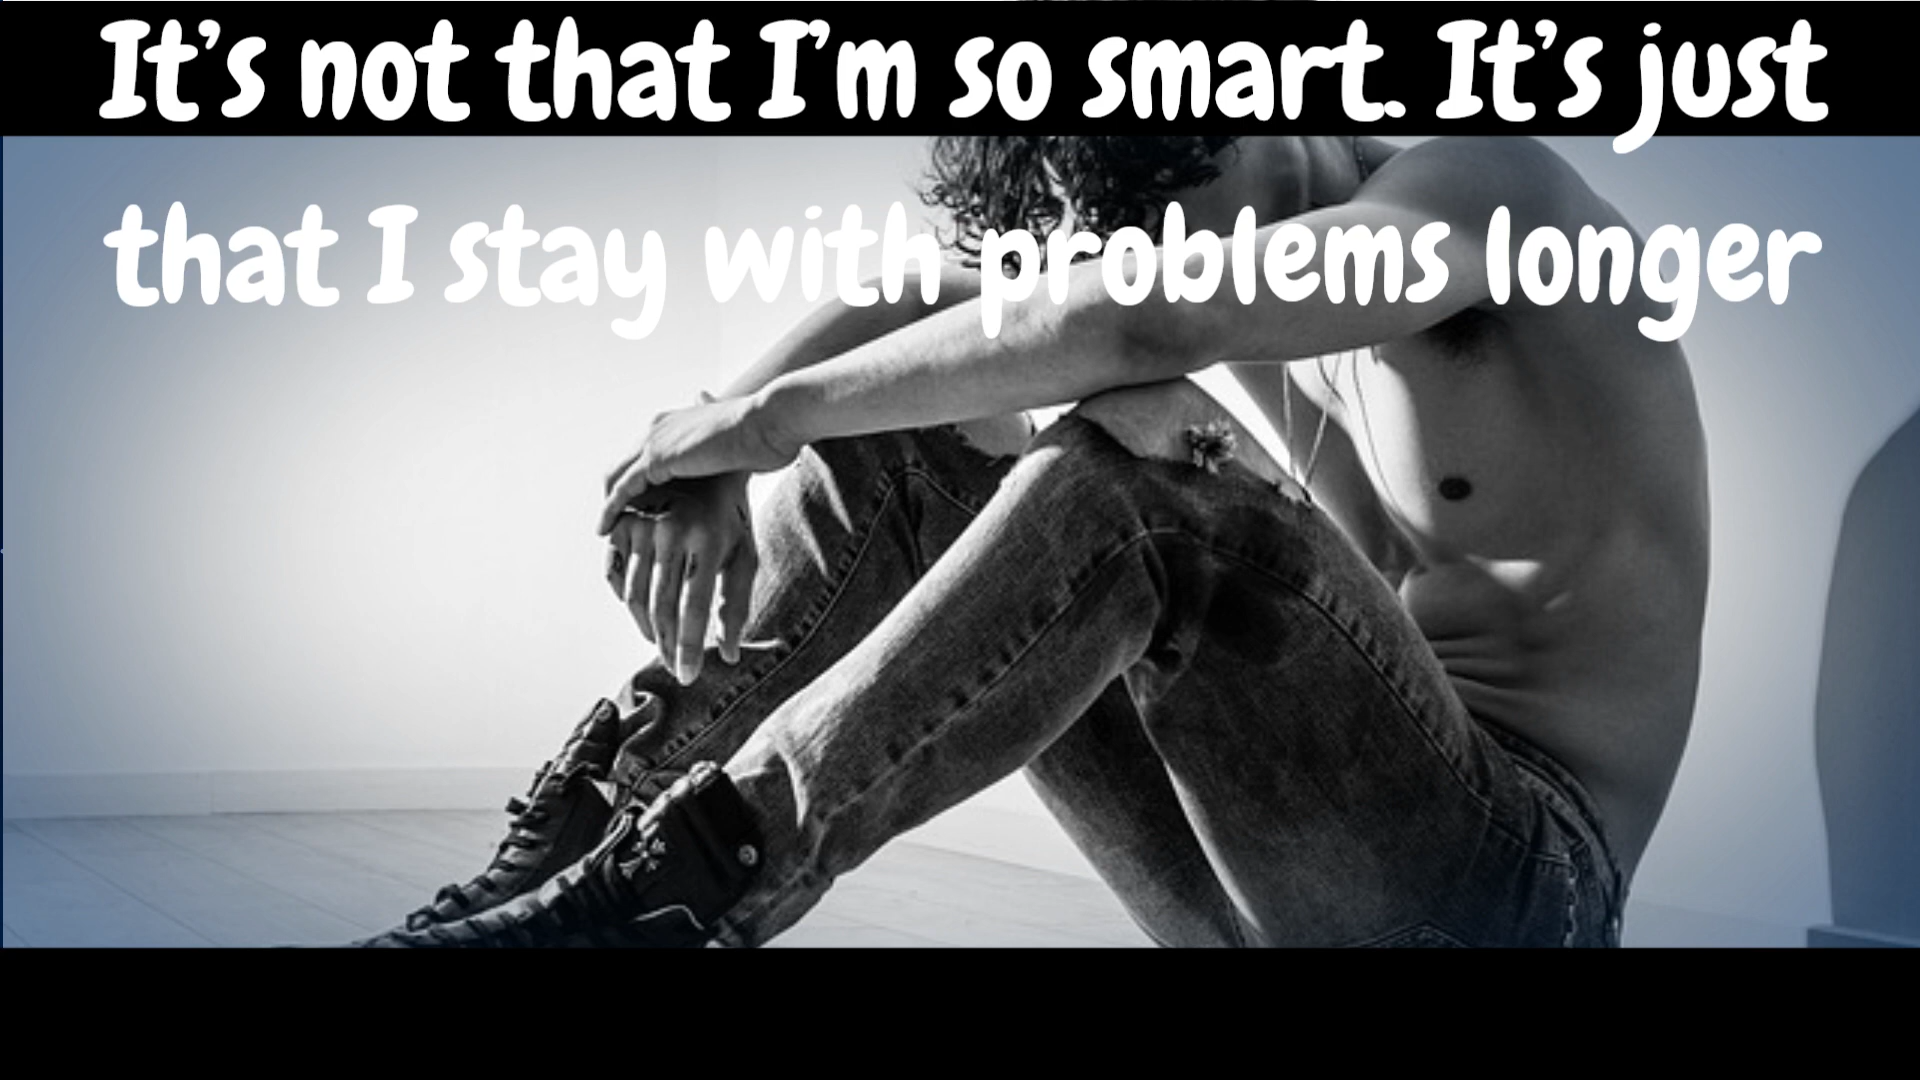 It’s not that I’m so smart. It’s just
that I stay with problems longer